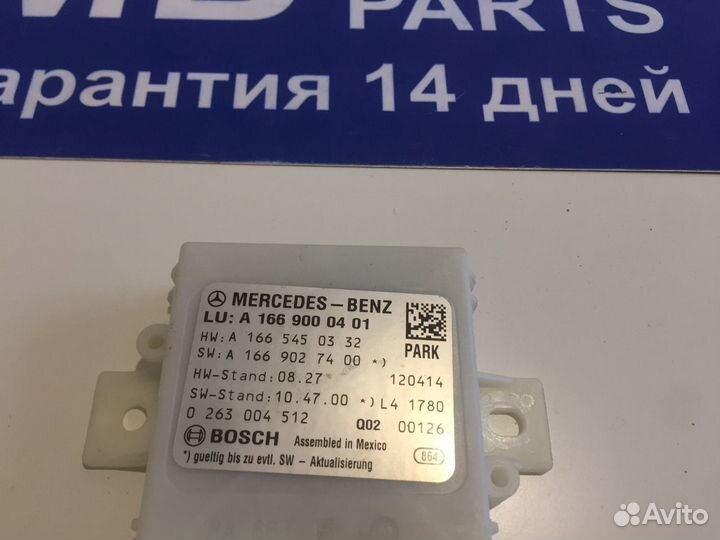 MB PARTS
Гарантия 14 дней
MERCEDES-BENZ
LU: A 166 900 04 01
HW: A 166 545 03 32
PARK
SW: A 166 902 74 00 *)
HW-Stand: 08.27 120414
SW-Stand: 10.47.00 *) L4 1780
0 263 004 512 Q02 00126
BOSCH Assembled in Mexico
*) gueltig bis zu evtl. SW - Aktualisierung 864
Avito